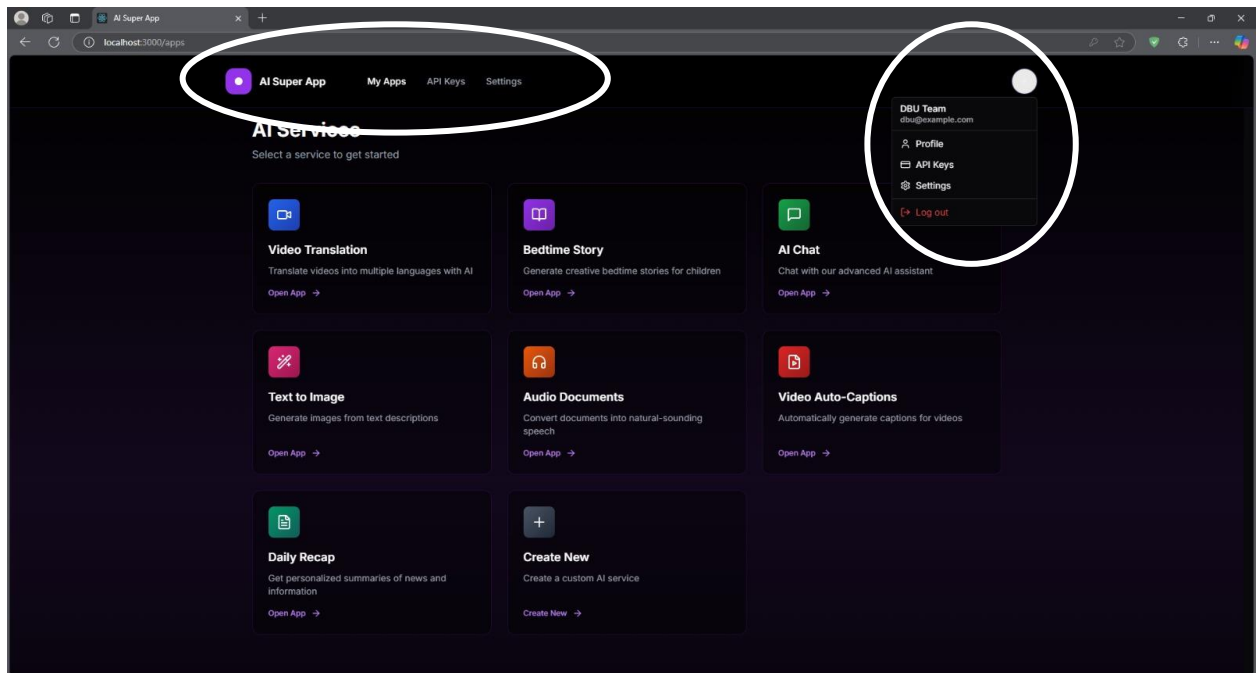 AI Super App
localhost:3000/apps
AI Super App My Apps API Keys Settings
DBU Team
dbu@example.com
Profile
API Keys
Settings
Log out
AI Services
Select a service to get started
Video Translation
Translate videos into multiple languages with AI
Open App →
Bedtime Story
Generate creative bedtime stories for children
Open App →
AI Chat
Chat with our advanced AI assistant
Open App →
Text to Image
Generate images from text descriptions
Open App →
Audio Documents
Convert documents into natural-sounding
speech
Open App →
Video Auto-Captions
Automatically generate captions for videos
Open App →
Daily Recap
Get personalized summaries of news and
information
Open App →
Create New
Create a custom AI service
Create New →